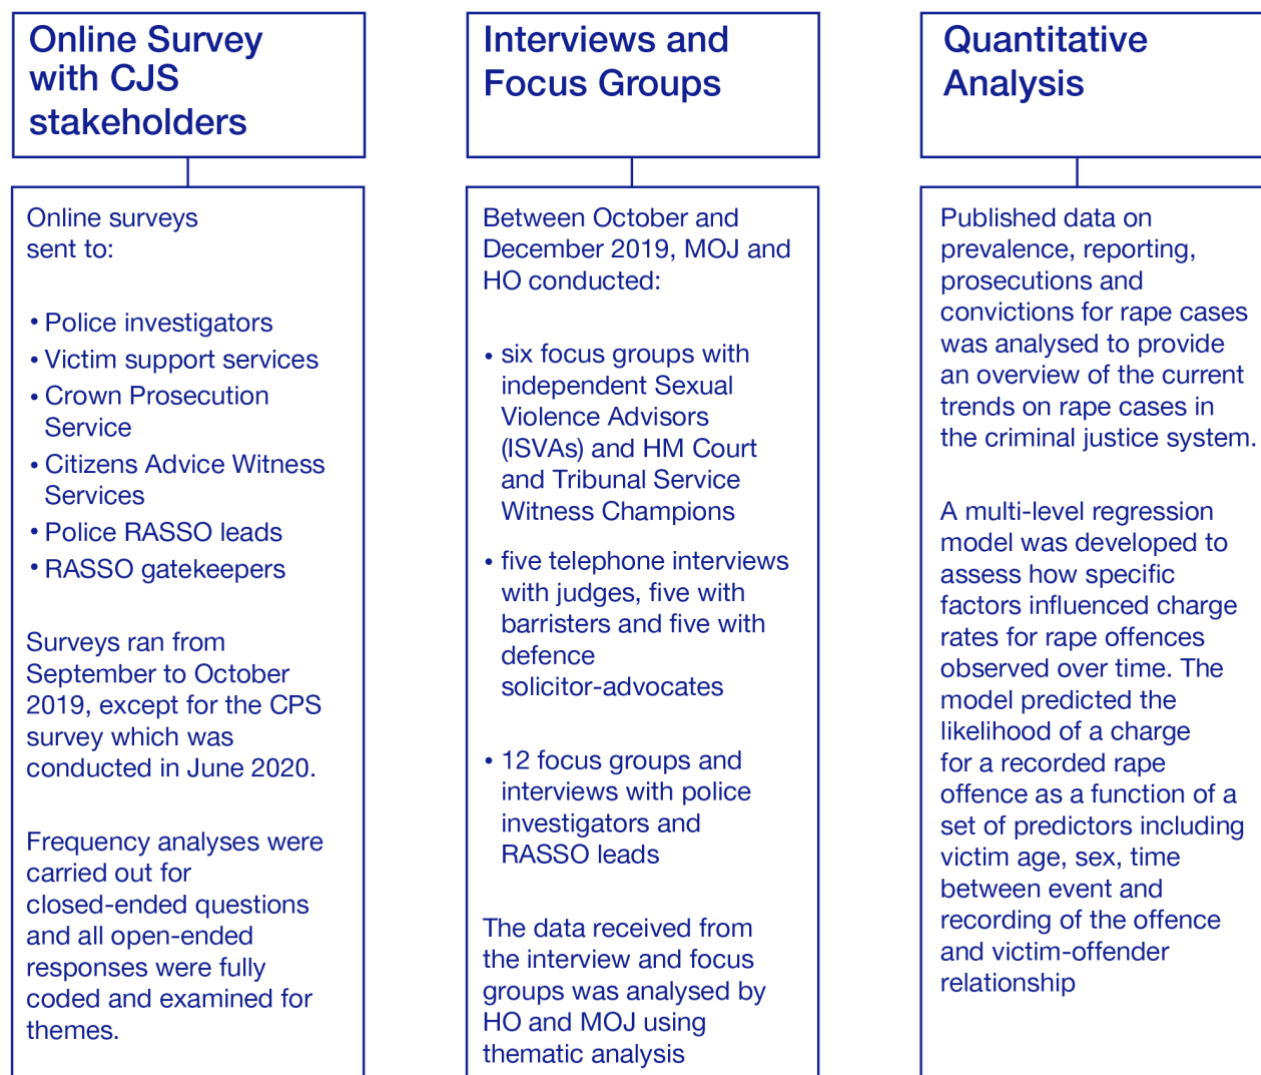 Online Survey
with CJS
stakeholders
Online surveys
sent to:
• Police investigators
• Victim support services
• Crown Prosecution
Service
• Citizens Advice Witness
Services
• Police RASSO leads
• RASSO gatekeepers
Surveys ran from
September to October
2019, except for the CPS
survey which was
conducted in June 2020.
Frequency analyses were
carried out for
closed-ended questions
and all open-ended
responses were fully
coded and examined for
themes.
Interviews and
Focus Groups
Between October and
December 2019, MOJ and
HO conducted:
• six focus groups with
independent Sexual
Violence Advisors
(ISVAs) and HM Court
and Tribunal Service
Witness Champions
• five telephone interviews
with judges, five with
barristers and five with
defence
solicitor-advocates
• 12 focus groups and
interviews with police
investigators and
RASSO leads
The data received from
the interview and focus
groups was analysed by
HO and MOJ using
thematic analysis
Quantitative
Analysis
Published data on
prevalence, reporting,
prosecutions and
convictions for rape cases
was analysed to provide
an overview of the current
trends on rape cases in
the criminal justice system.
A multi-level regression
model was developed to
assess how specific
factors influenced charge
rates for rape offences
observed over time. The
model predicted the
likelihood of a charge
for a recorded rape
offence as a function of a
set of predictors including
victim age, sex, time
between event and
recording of the offence
and victim-offender
relationship